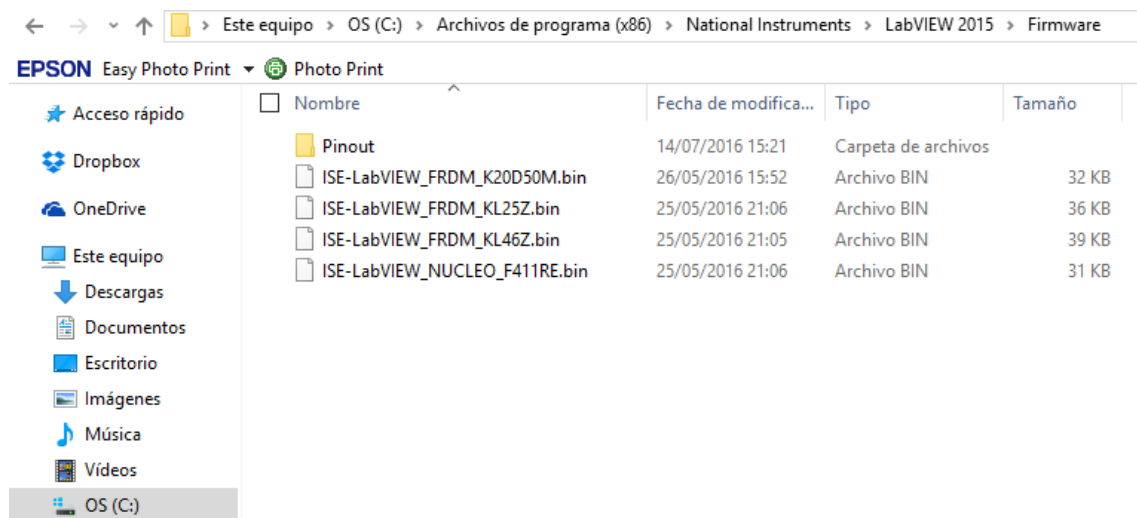 Este equipo > OS (C:) > Archivos de programa (x86) > National Instruments > LabVIEW 2015 > Firmware
EPSON Easy Photo Print Photo Print
Acceso rápido
Dropbox
OneDrive
Este equipo
Descargas
Documentos
Escritorio
Imágenes
Música
Vídeos
OS (C:)
Nombre Fecha de modifica... Tipo Tamaño
Pinout 14/07/2016 15:21 Carpeta de archivos
ISE-LabVIEW_FRDM_K20D50M.bin 26/05/2016 15:52 Archivo BIN 32 KB
ISE-LabVIEW_FRDM_KL25Z.bin 25/05/2016 21:06 Archivo BIN 36 KB
ISE-LabVIEW_FRDM_KL46Z.bin 25/05/2016 21:05 Archivo BIN 39 KB
ISE-LabVIEW_NUCLEO_F411RE.bin 25/05/2016 21:06 Archivo BIN 31 KB